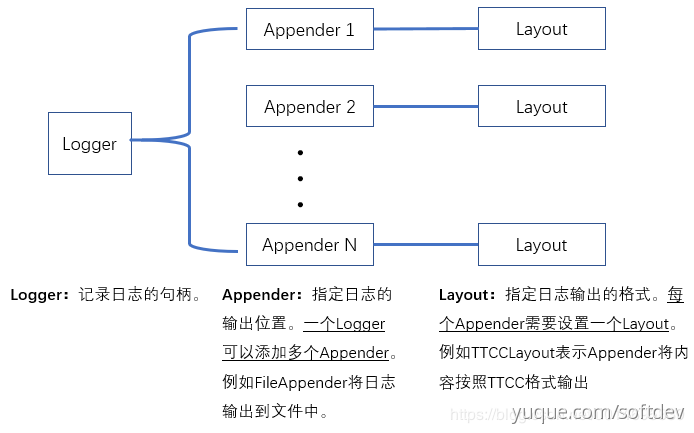 Appender 1
Layout
Appender 2
Layout
Logger
Appender N
Layout
Logger：记录日志的句柄。
Appender：指定日志的
输出位置。一个Logger
可以添加多个Appender。
例如FileAppender将日志
输出到文件中。
Layout：指定日志输出的格式。每
个Appender需要设置一个Layout。
例如TTCCLayout表示Appender将内
容按照TTCC格式输出
yuque.com/softdev